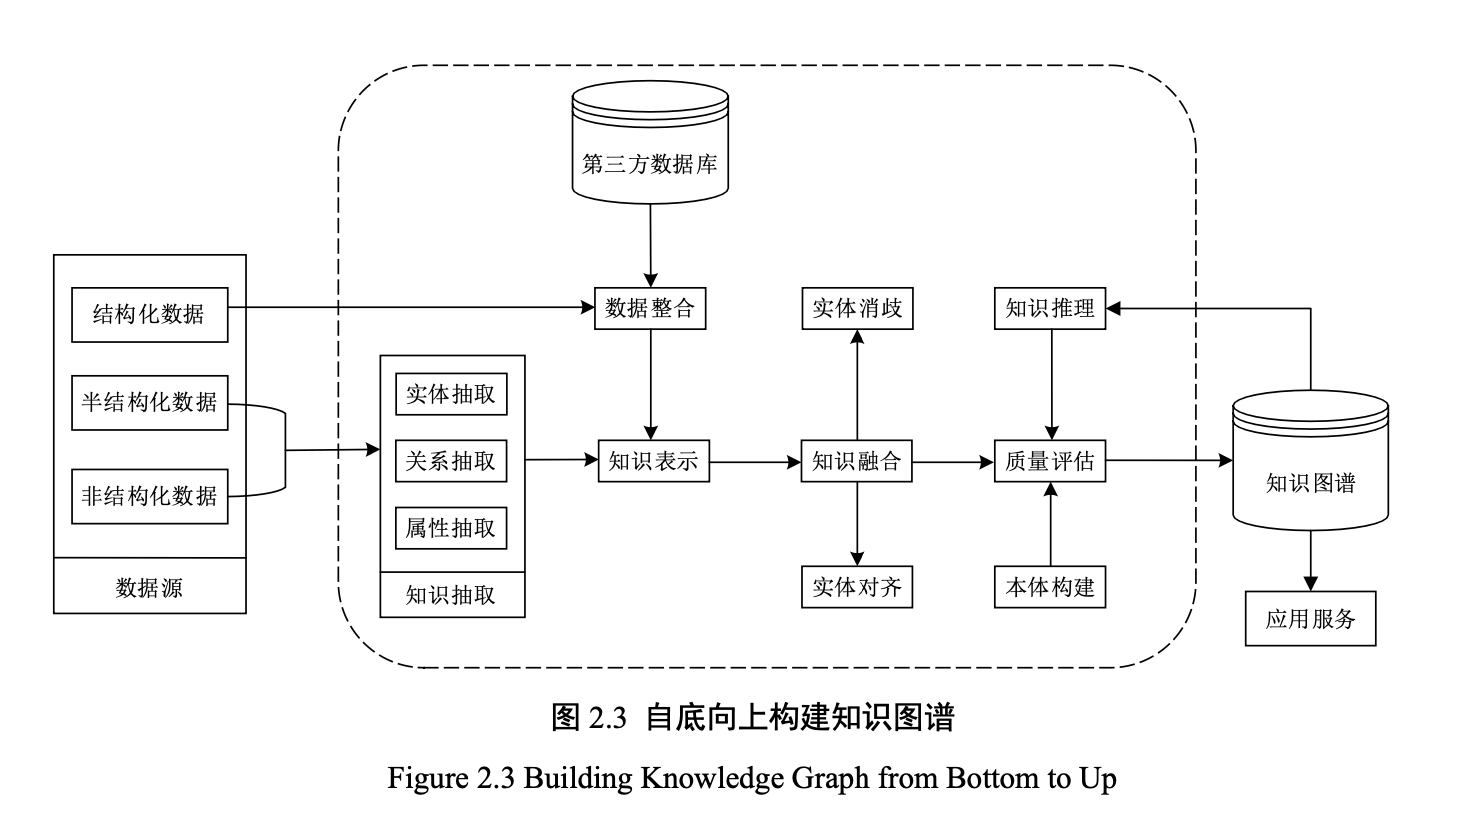 第三方数据库
结构化数据
数据整合
实体消歧
知识推理
半结构化数据
实体抽取
关系抽取
知识表示
知识融合
质量评估
知识图谱
非结构化数据
属性抽取
数据源
知识抽取
实体对齐
本体构建
应用服务
图 2.3 自底向上构建知识图谱
Figure 2.3 Building Knowledge Graph from Bottom to Up